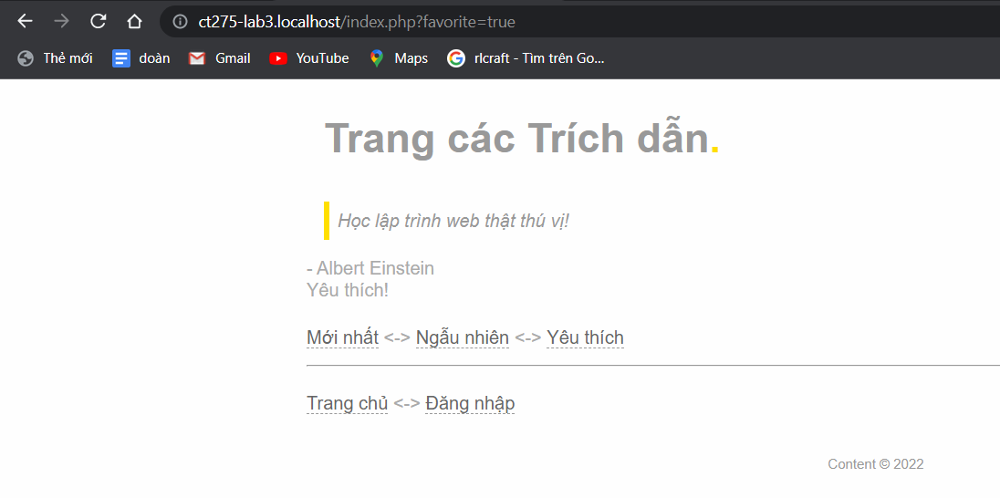 ct275-lab3.localhost/index.php?favorite=true
Thẻ mới doàn Gmail YouTube Maps rlcraft - Tìm trên Go...
Trang các Trích dẫn.
Học lập trình web thật thú vị!
- Albert Einstein
Yêu thích!
Mới nhất <-> Ngẫu nhiên <-> Yêu thích
Trang chủ <-> Đăng nhập
Content © 2022